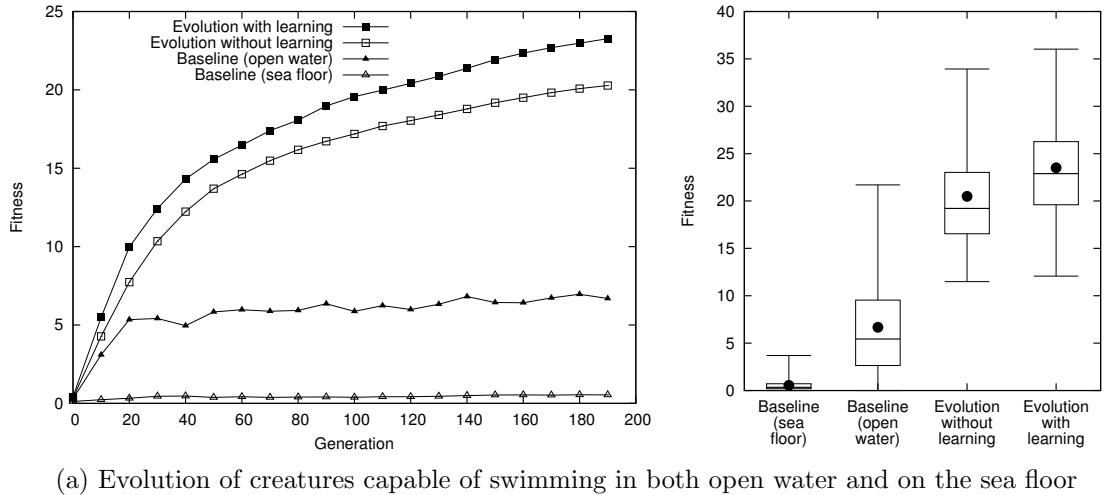 25
20
15
10
5
0
Fitness
Evolution with learning
Evolution without learning
Baseline (open water)
Baseline (sea floor)
0 20 40 60 80 100 120 140 160 180 200
Generation
40
35
30
25
20
15
10
5
0
Fitness
Baseline (sea floor)
Baseline (open water)
Evolution without learning
Evolution with learning
(a) Evolution of creatures capable of swimming in both open water and on the sea floor